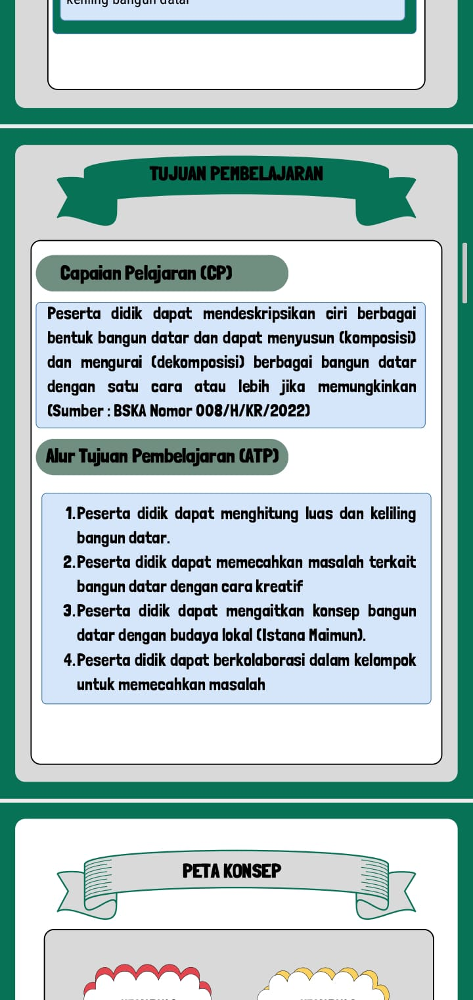 keliling bangun datar
TUJUAN PEMBELAJARAN
Capaian Pelajaran (CP)
Peserta didik dapat mendeskripsikan ciri berbagai
bentuk bangun datar dan dapat menyusun (komposisi)
dan mengurai (dekomposisi) berbagai bangun datar
dengan satu cara atau lebih jika memungkinkan
(Sumber : BSKA Nomor 008/H/KR/2022)
Alur Tujuan Pembelajaran (ATP)
1.Peserta didik dapat menghitung luas dan keliling
bangun datar.
2.Peserta didik dapat memecahkan masalah terkait
bangun datar dengan cara kreatif
3.Peserta didik dapat mengaitkan konsep bangun
datar dengan budaya lokal (Istana Maimun).
4.Peserta didik dapat berkolaborasi dalam kelompok
untuk memecahkan masalah
PETA KONSEP